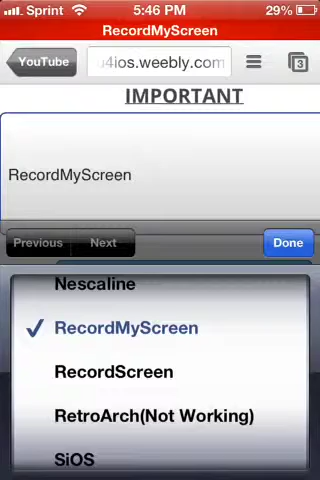 Sprint 5:46 PM 29%
RecordMyScreen
YouTube 4ios.weebly.com 3
IMPORTANT
RecordMyScreen
Previous Next Done
Nescaline
RecordMyScreen
RecordScreen
RetroArch(Not Working)
SiOS